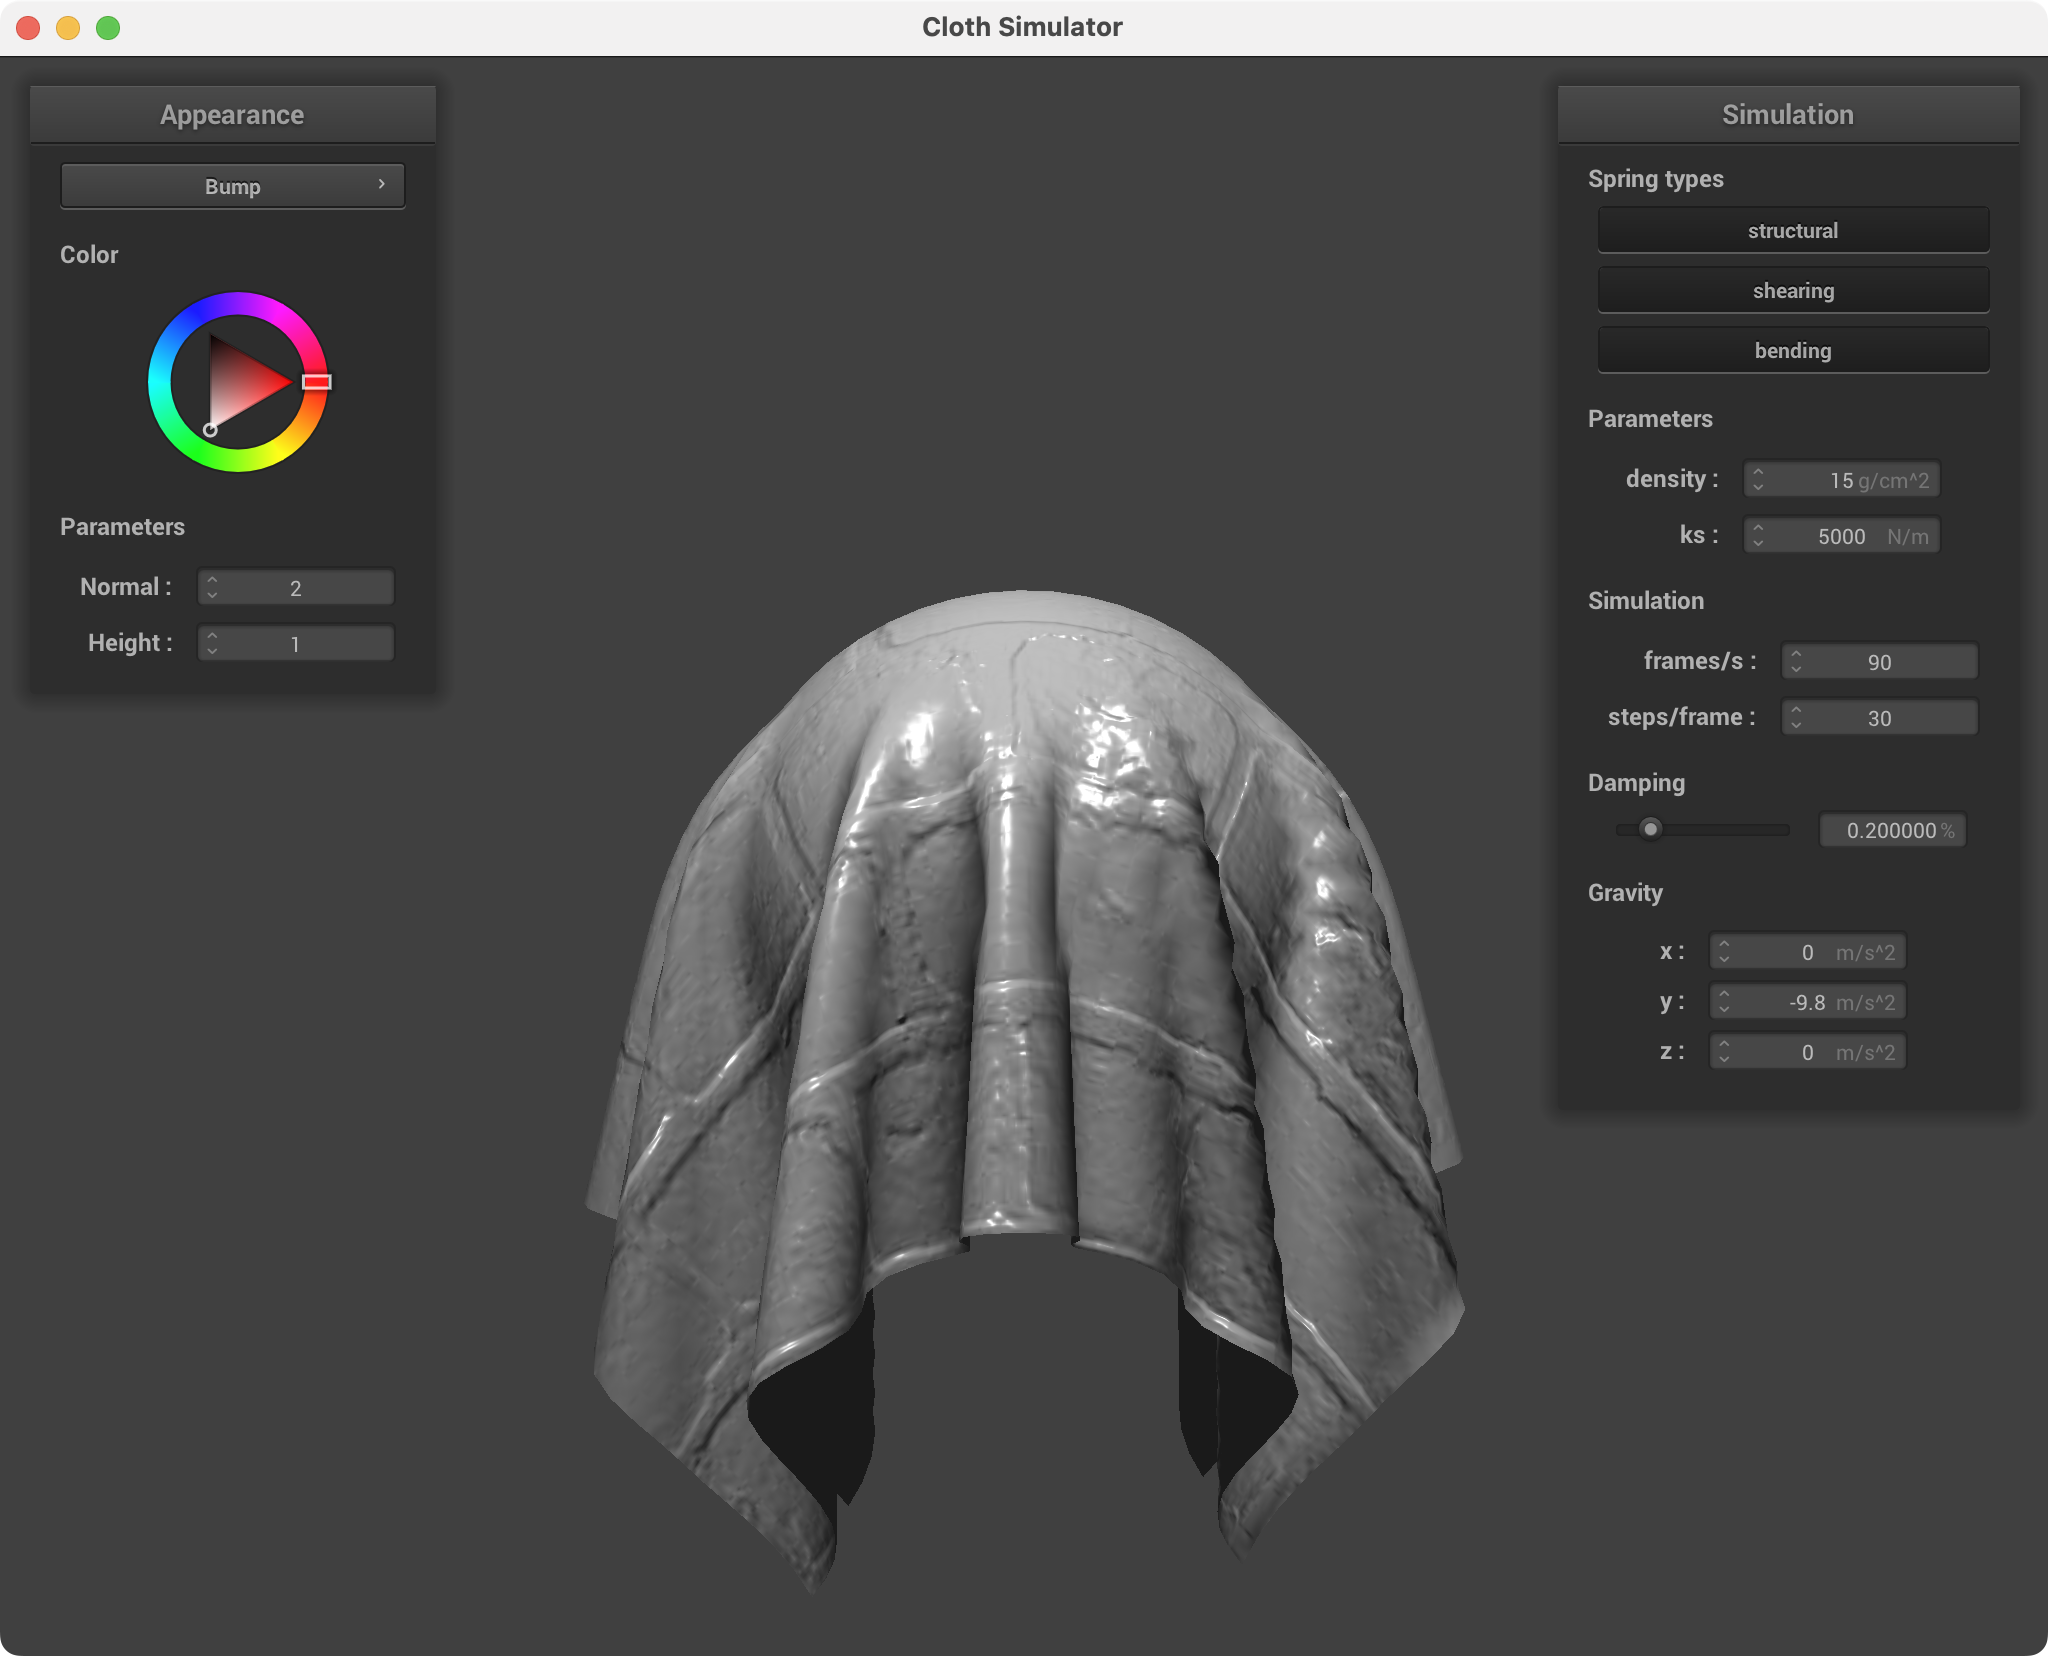 Cloth Simulator
Appearance
Bump
Color
Parameters
Normal : 2
Height : 1
Simulation
Spring types
structural
shearing
bending
Parameters
density : 15 g/cm^2
ks : 5000 N/m
Simulation
frames/s : 90
steps/frame : 30
Damping
0.200000 %
Gravity
x : 0 m/s^2
y : -9.8 m/s^2
z : 0 m/s^2